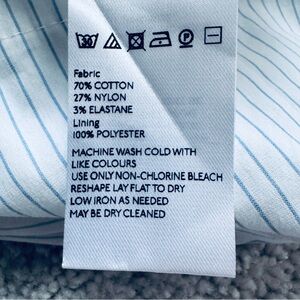 Fabric
70% COTTON
27% NYLON
3% ELASTANE
Lining
100% POLYESTER
MACHINE WASH COLD WITH
LIKE COLOURS
USE ONLY NON-CHLORINE BLEACH
RESHAPE LAY FLAT TO DRY
LOW IRON AS NEEDED
MAY BE DRY CLEANED